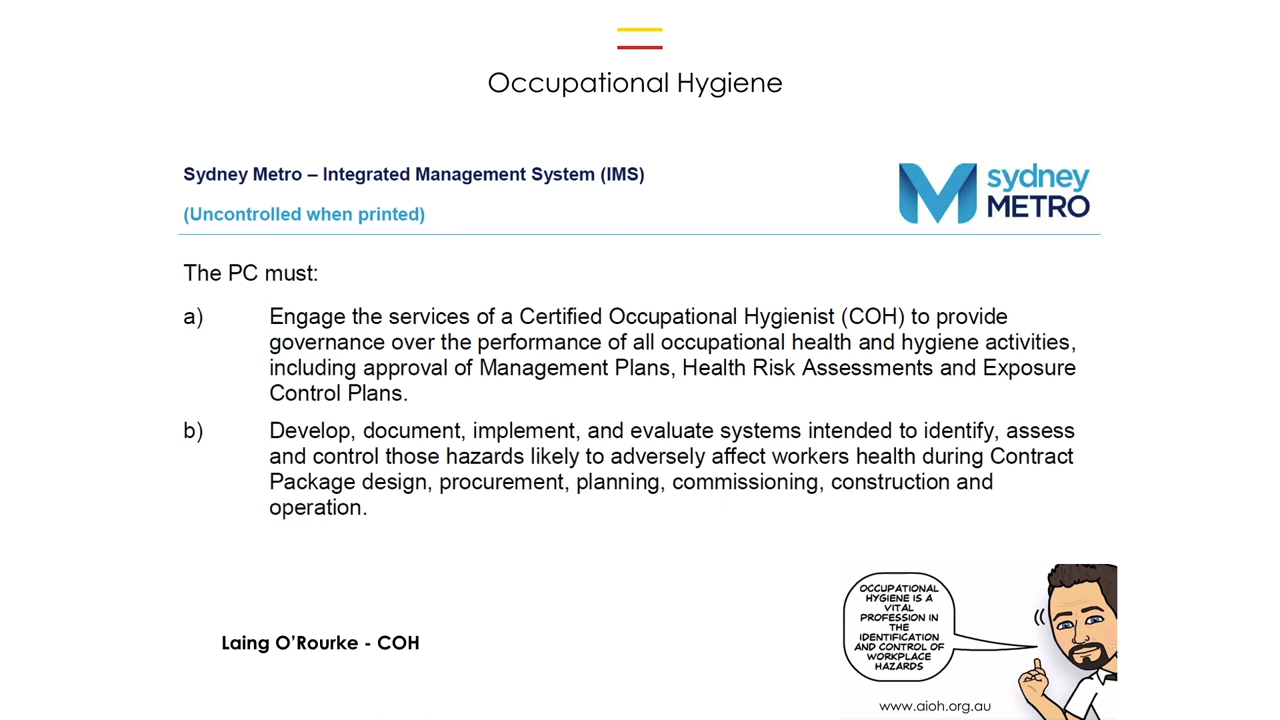 Occupational Hygiene
Sydney Metro – Integrated Management System (IMS)
(Uncontrolled when printed)
sydney
METRO
The PC must:
a) Engage the services of a Certified Occupational Hygienist (COH) to provide
governance over the performance of all occupational health and hygiene activities,
including approval of Management Plans, Health Risk Assessments and Exposure
Control Plans.
b) Develop, document, implement, and evaluate systems intended to identify, assess
and control those hazards likely to adversely affect workers health during Contract
Package design, procurement, planning, commissioning, construction and
operation.
OCCUPATIONAL
HYGIENE IS A
VITAL
PROFESSION IN
THE
IDENTIFICATION
AND CONTROL OF
WORKPLACE
HAZARDS
Laing O’Rourke - COH
www.aioh.org.au